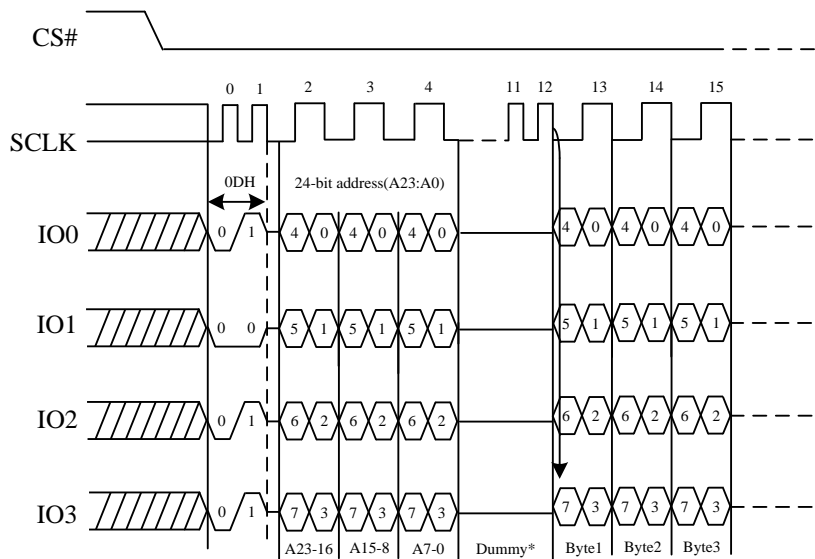 CS#
0 1 2 3 4 11 12 13 14 15
SCLK
0DH 24-bit address(A23:A0)
IO0 0 1 4 0 4 0 4 0 4 0 4 0 4 0
IO1 0 0 5 1 5 1 5 1 5 1 5 1 5 1
IO2 0 1 6 2 6 2 6 2 6 2 6 2 6 2
IO3 0 1 7 3 7 3 7 3 7 3 7 3 7 3
A23-16 A15-8 A7-0 Dummy* Byte1 Byte2 Byte3